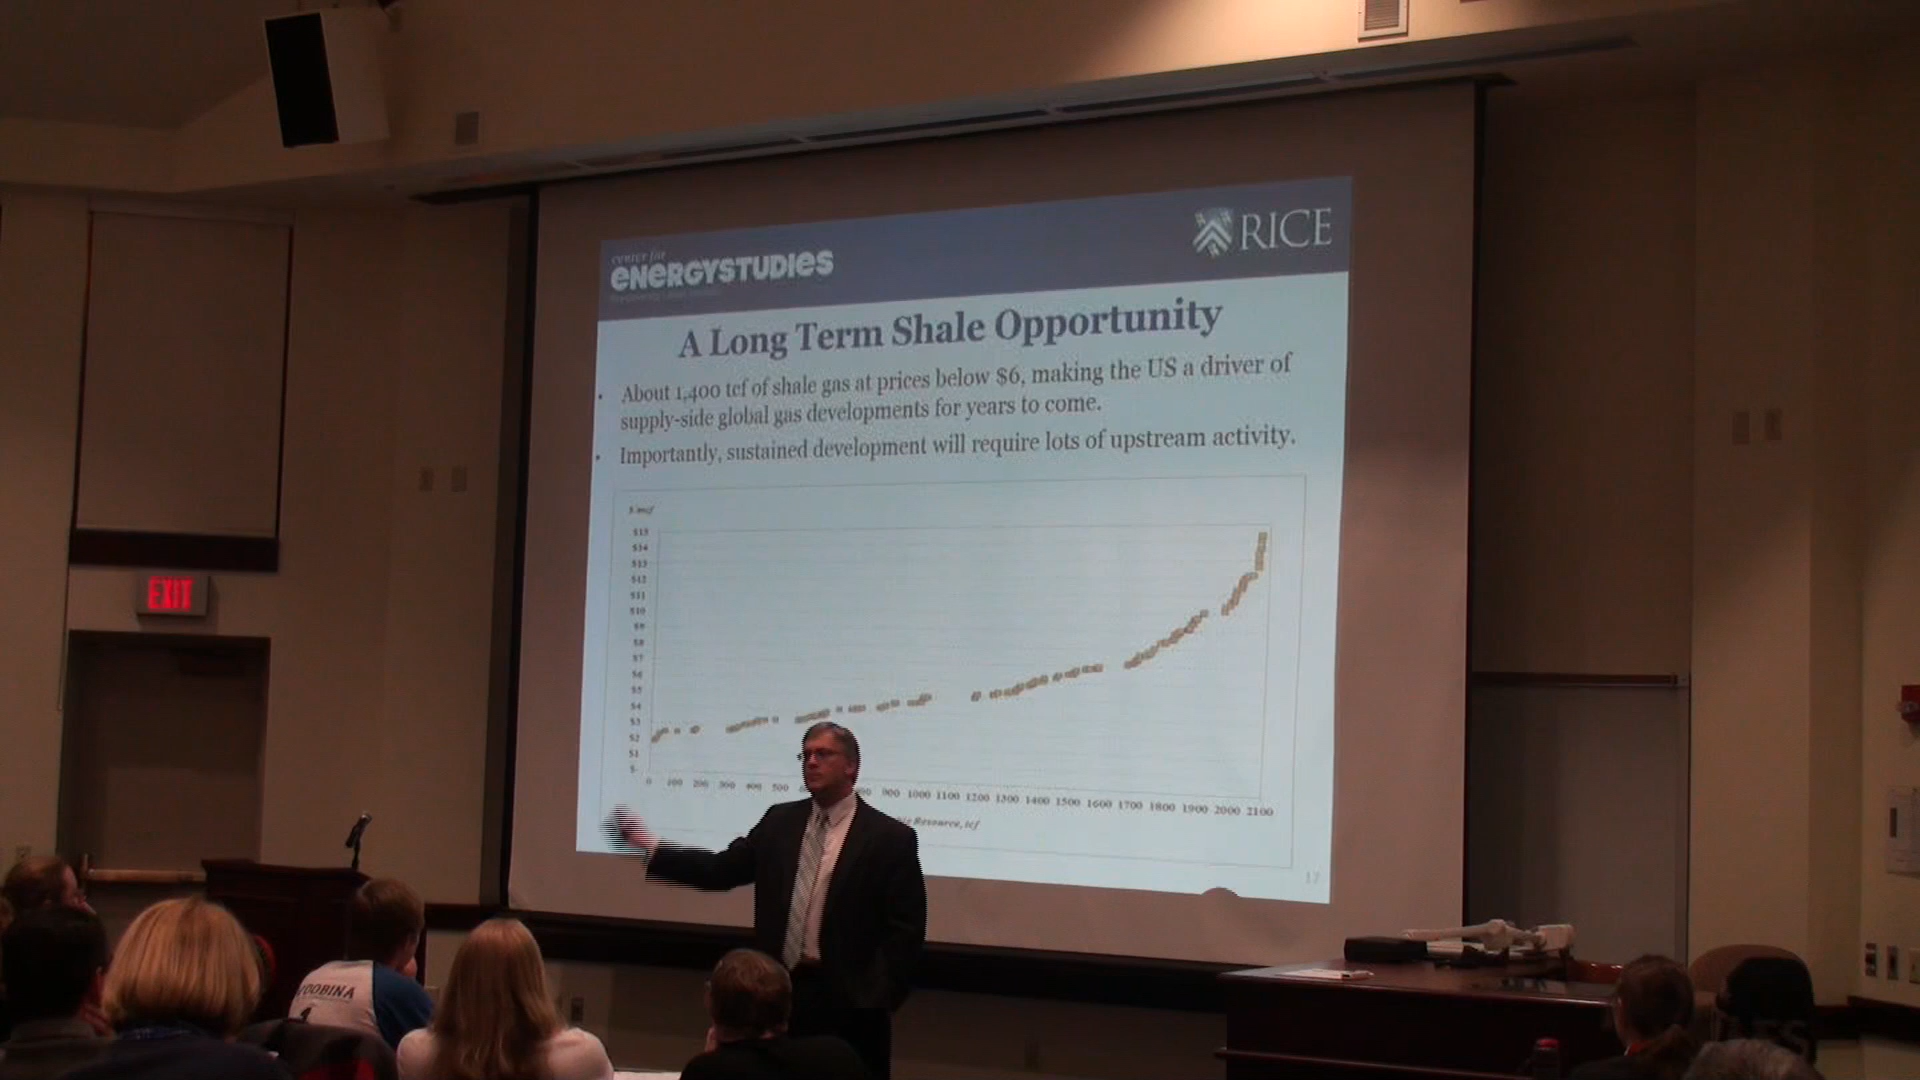 center for
ENERGYSTUDIES
RICE
A Long Term Shale Opportunity
• About 1,400 tcf of shale gas at prices below $6, making the US a driver of
supply-side global gas developments for years to come.
• Importantly, sustained development will require lots of upstream activity.
$/mcf
$15
$14
$13
$12
$11
$10
$9
$8
$7
$6
$5
$4
$3
$2
$1
$-
0 100 200 300 400 500 900 1000 1100 1200 1300 1400 1500 1600 1700 1800 1900 2000 2100
Resource, tcf
17
EXIT
OOBINA